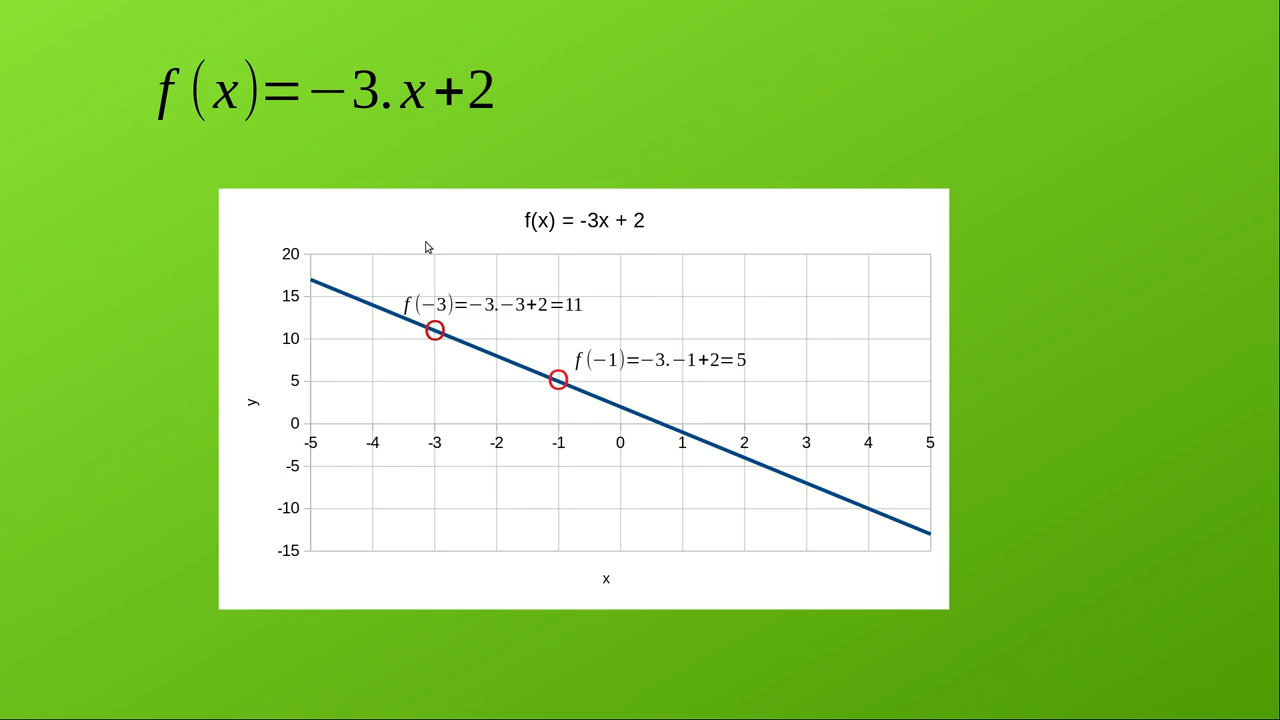 f (x)=−3.x+2
f(x) = -3x + 2
20
15
f (−3)=−3.−3+2=11
10
f (−1)=−3.−1+2=5
5
y
0
-5 -4 -3 -2 -1 0 1 2 3 4 5
-5
-10
-15
x